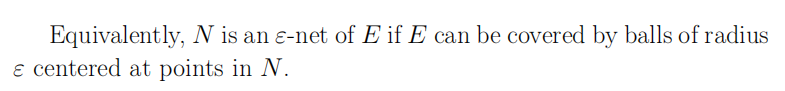 Equivalently, N is an ε-net of E if E can be covered by balls of radius
ε centered at points in N.